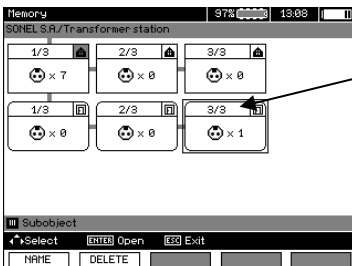 Memory 97% 13:08
SONEL S.A./Transformer station
1/3 2/3 3/3
× 7 × 0 × 0
1/3 2/3 3/3
× 0 × 0 × 1
Subobject
Select ENTER Open ESC Exit
NAME DELETE